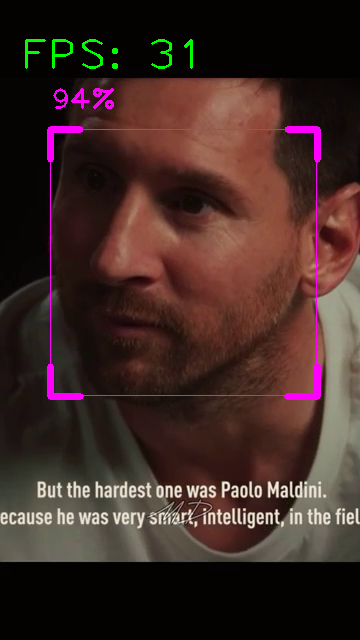 FPS: 31
94%
But the hardest one was Paolo Maldini.
ecause he was very smart, intelligent, in the fiel